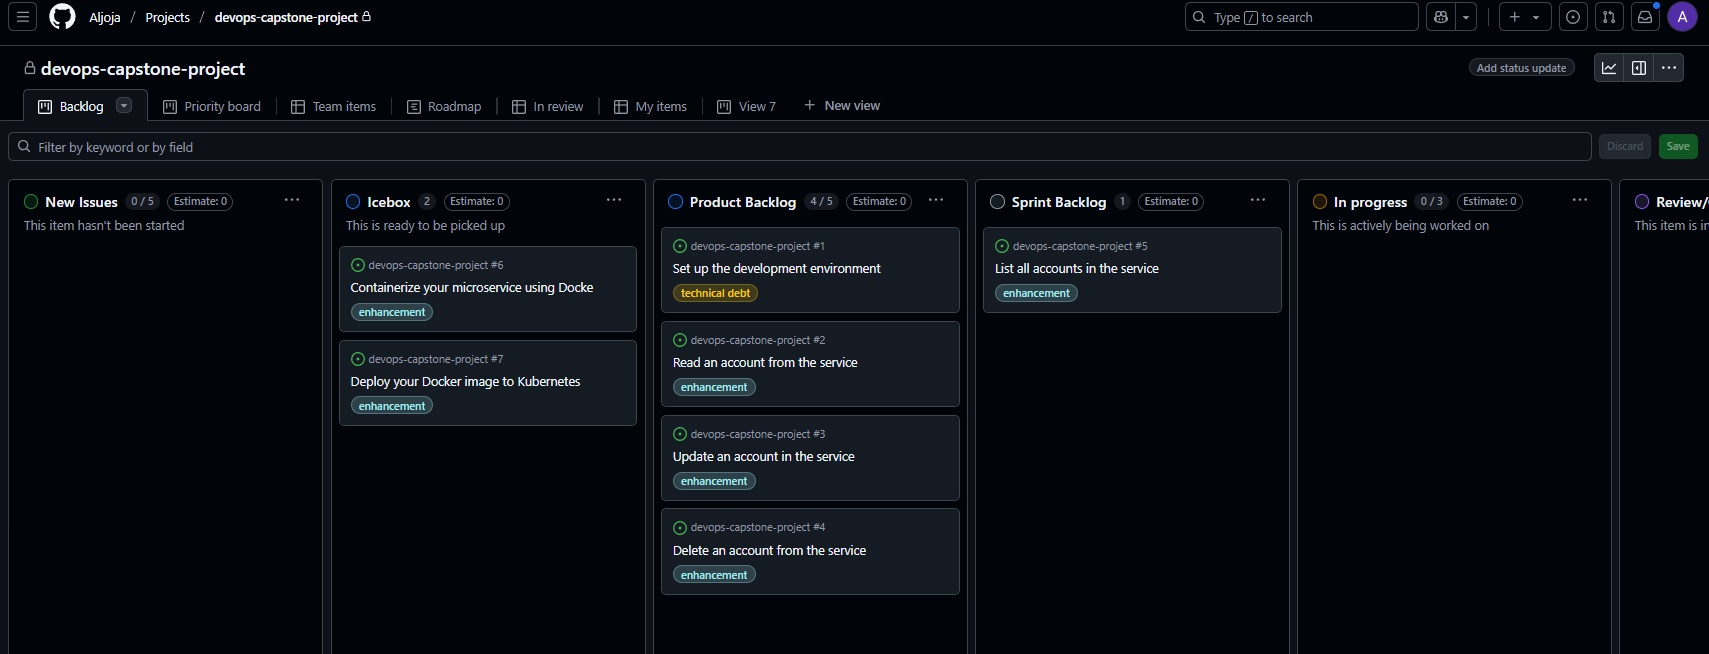 Aljoja / Projects / devops-capstone-project
Type / to search
A
devops-capstone-project
Add status update
Backlog
Priority board
Team items
Roadmap
In review
My items
View 7
New view
Filter by keyword or by field
Discard
Save
New Issues 0 / 5 Estimate: 0
This item hasn't been started
Icebox 2 Estimate: 0
This is ready to be picked up
devops-capstone-project #6
Containerize your microservice using Docke
enhancement
devops-capstone-project #7
Deploy your Docker image to Kubernetes
enhancement
Product Backlog 4 / 5 Estimate: 0
devops-capstone-project #1
Set up the development environment
technical debt
devops-capstone-project #2
Read an account from the service
enhancement
devops-capstone-project #3
Update an account in the service
enhancement
devops-capstone-project #4
Delete an account from the service
enhancement
Sprint Backlog 1 Estimate: 0
devops-capstone-project #5
List all accounts in the service
enhancement
In progress 0 / 3 Estimate: 0
This is actively being worked on
Review/
This item is in